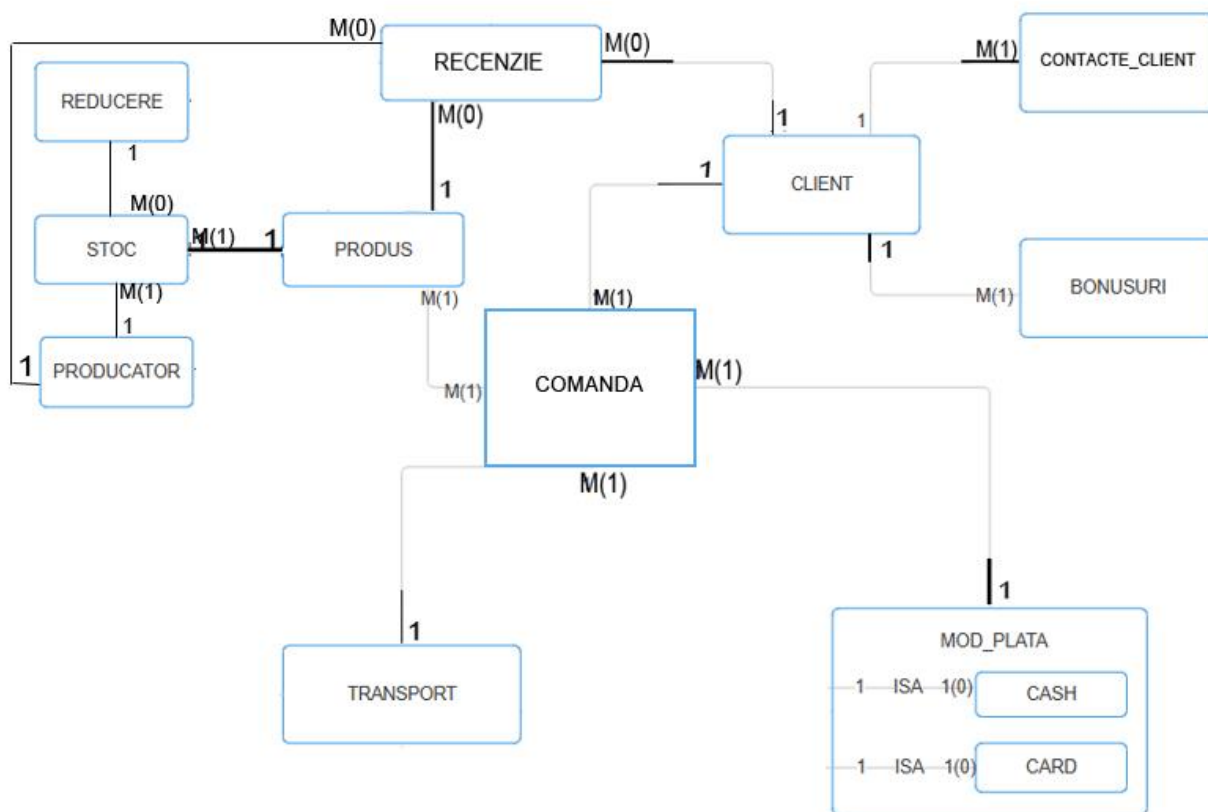 M(0)
RECENZIE
M(0)
M(1)
CONTACTE_CLIENT
REDUCERE
M(0)
1
1
1
1
CLIENT
M(0)
1
1
STOC
M(1)
1
1
PRODUS
1
BONUSURI
M(1)
M(1)
M(1)
M(1)
1
1
PRODUCATOR
M(1)
COMANDA
M(1)
M(1)
1
1
MOD_PLATA
TRANSPORT
1 ISA 1(0) CASH
1 ISA 1(0) CARD